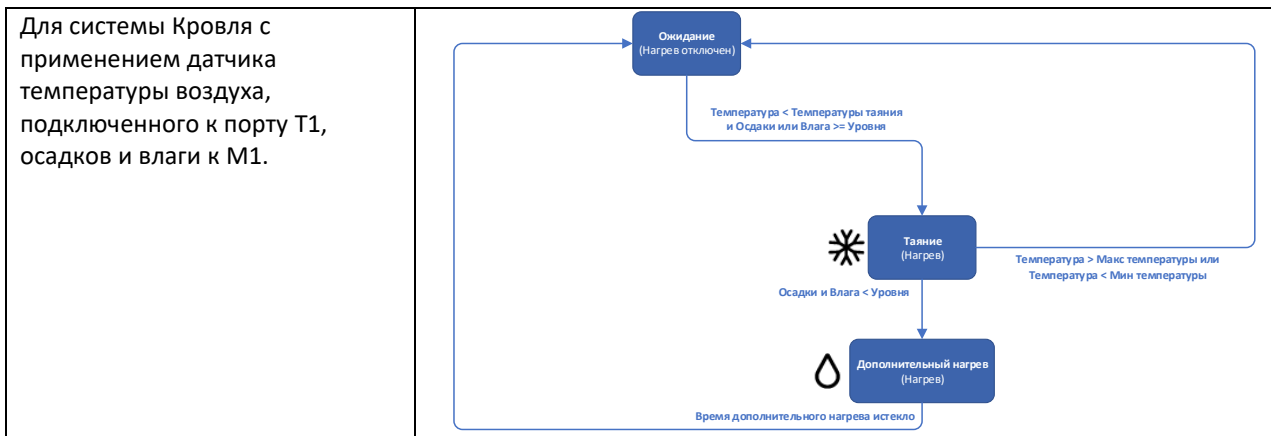 Для системы Кровля с
применением датчика
температуры воздуха,
подключенного к порту Т1,
осадков и влаги к М1.
Ожидание
(Нагрев отключен)
Температура < Температуры таяния
и Осдаки или Влага >= Уровня
Таяние
(Нагрев)
Температура > Макс температуры или
Температура < Мин температуры
Осадки и Влага < Уровня
Дополнительный нагрев
(Нагрев)
Время дополнительного нагрева истекло